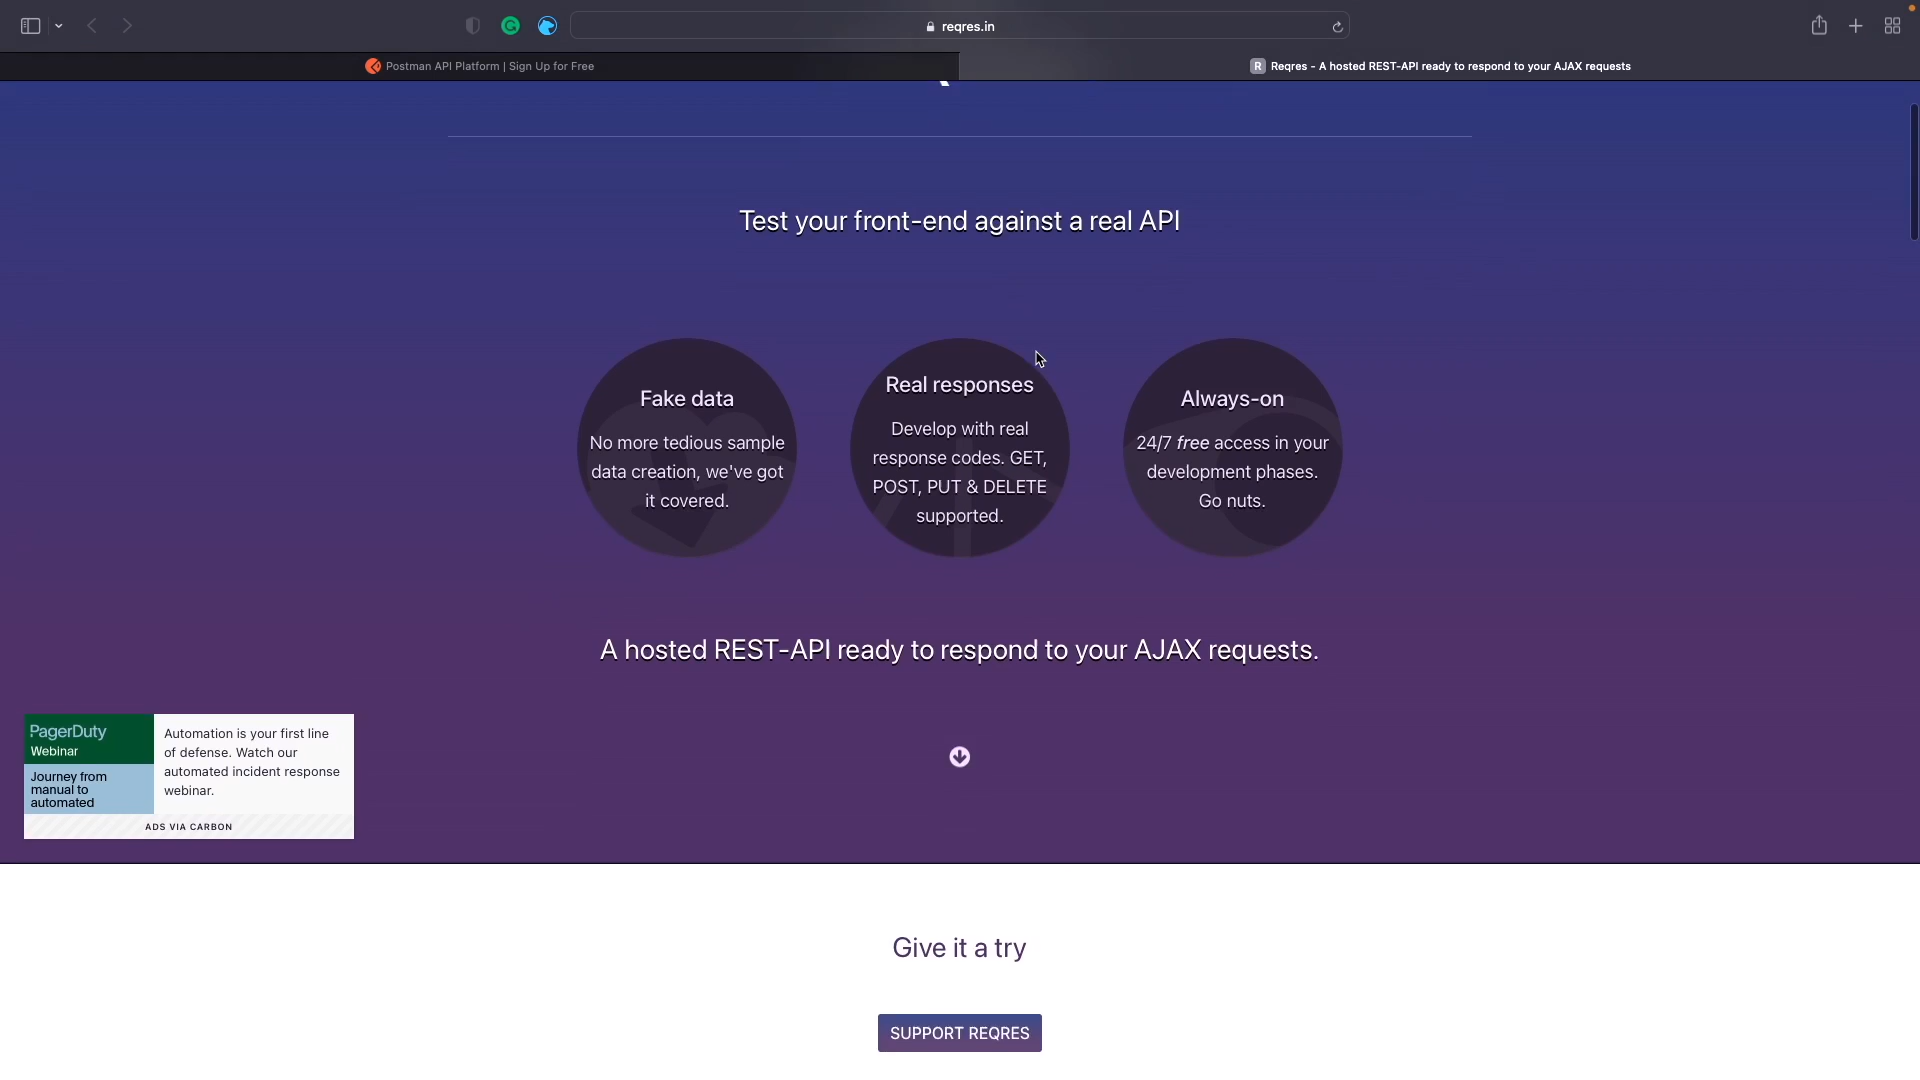 reqres.in
Postman API Platform | Sign Up for Free
R Reqres - A hosted REST-API ready to respond to your AJAX requests
Test your front-end against a real API
Fake data
No more tedious sample
data creation, we've got
it covered.
Real responses
Develop with real
response codes. GET,
POST, PUT & DELETE
supported.
Always-on
24/7 free access in your
development phases.
Go nuts.
A hosted REST-API ready to respond to your AJAX requests.
PagerDuty
Webinar
Journey from
manual to
automated
Automation is your first line
of defense. Watch our
automated incident response
webinar.
ADS VIA CARBON
Give it a try
SUPPORT REQRES